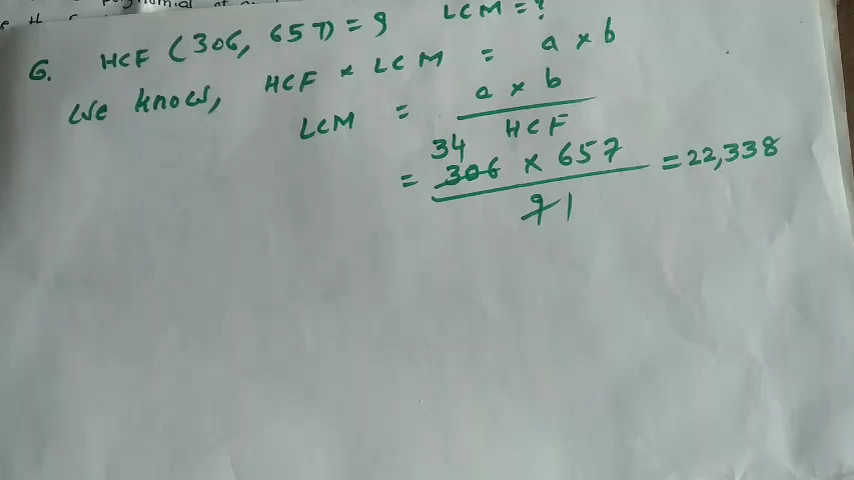 HCF (306, 657) = 9 LCM = ?
6. We know, HCF × LCM = a × b
LCM = a × b / HCF
= 34 306 × 657 / 9 1 = 22,338